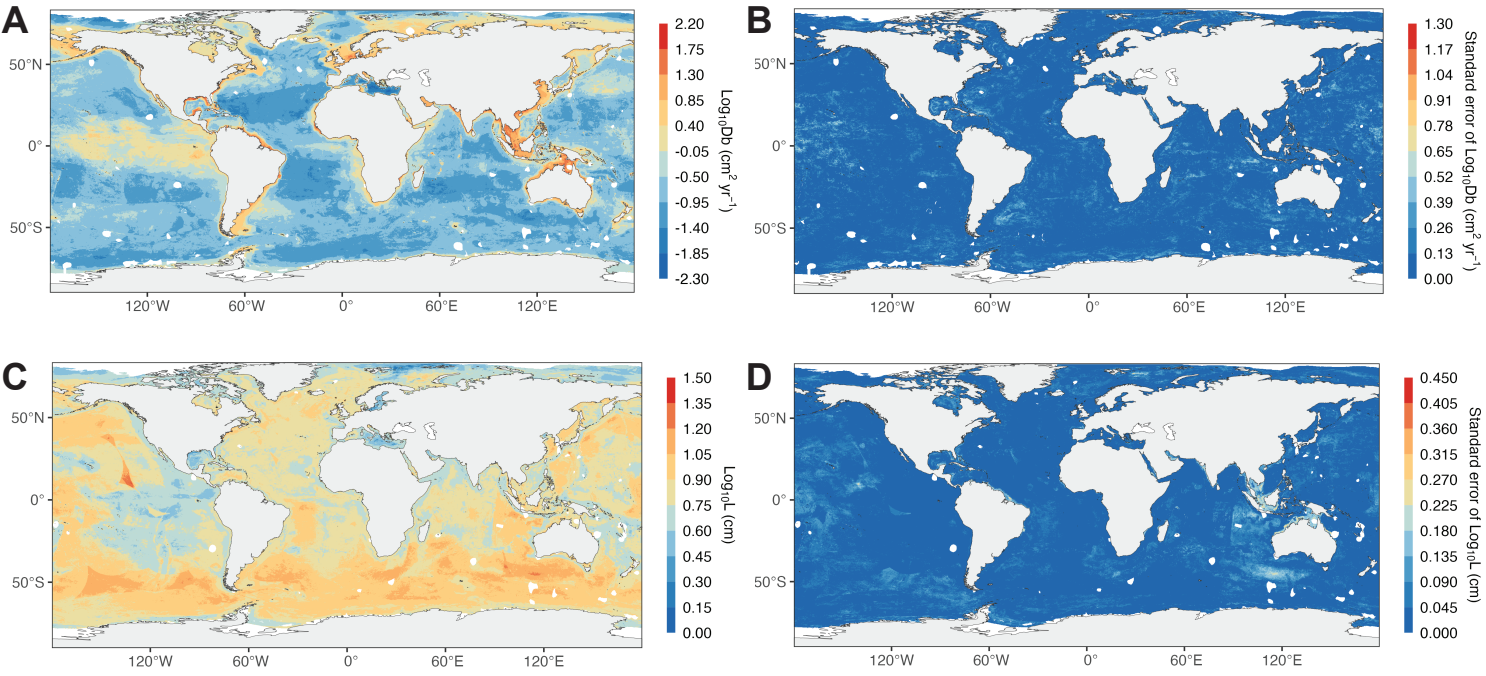 A
50°N
0°
50°S
120°W
60°W
0°
60°E
120°E
2.20
1.75
1.30
0.85
0.40
-0.05
-0.50
-0.95
-1.40
-1.85
-2.30
Log₁₀Db (cm² yr⁻¹)
B
50°N
0°
50°S
120°W
60°W
0°
60°E
120°E
1.30
1.17
1.04
0.91
0.78
0.65
0.52
0.39
0.26
0.13
0.00
Standard error of Log₁₀Db (cm² yr⁻¹)
C
50°N
0°
50°S
120°W
60°W
0°
60°E
120°E
1.50
1.35
1.20
1.05
0.90
0.75
0.60
0.45
0.30
0.15
0.00
Log₁₀L (cm)
D
50°N
0°
50°S
120°W
60°W
0°
60°E
120°E
0.450
0.405
0.360
0.315
0.270
0.225
0.180
0.135
0.090
0.045
0.000
Standard error of Log₁₀L (cm)